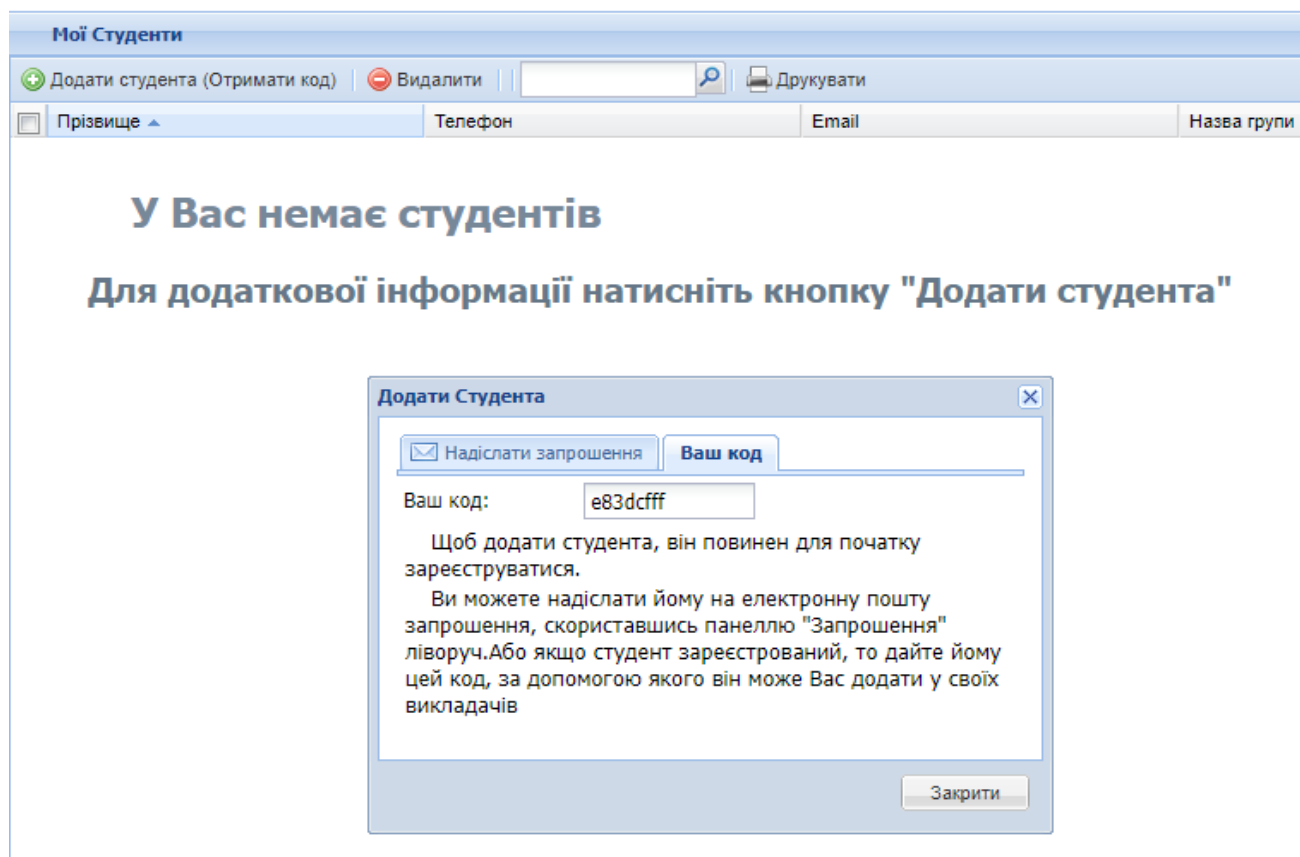 Мої Студенти
Додати студента (Отримати код) Видалити Друкувати
Прізвище Телефон Email Назва групи
У Вас немає студентів
Для додаткової інформації натисніть кнопку "Додати студента"
Додати Студента
Надіслати запрошення Ваш код
Ваш код: e83dcfff
Щоб додати студента, він повинен для початку
зареєструватися.
Ви можете надіслати йому на електронну пошту
запрошення, скориставшись панеллю "Запрошення"
ліворуч.Або якщо студент зареєстрований, то дайте йому
цей код, за допомогою якого він може Вас додати у своїх
викладачів
Закрити